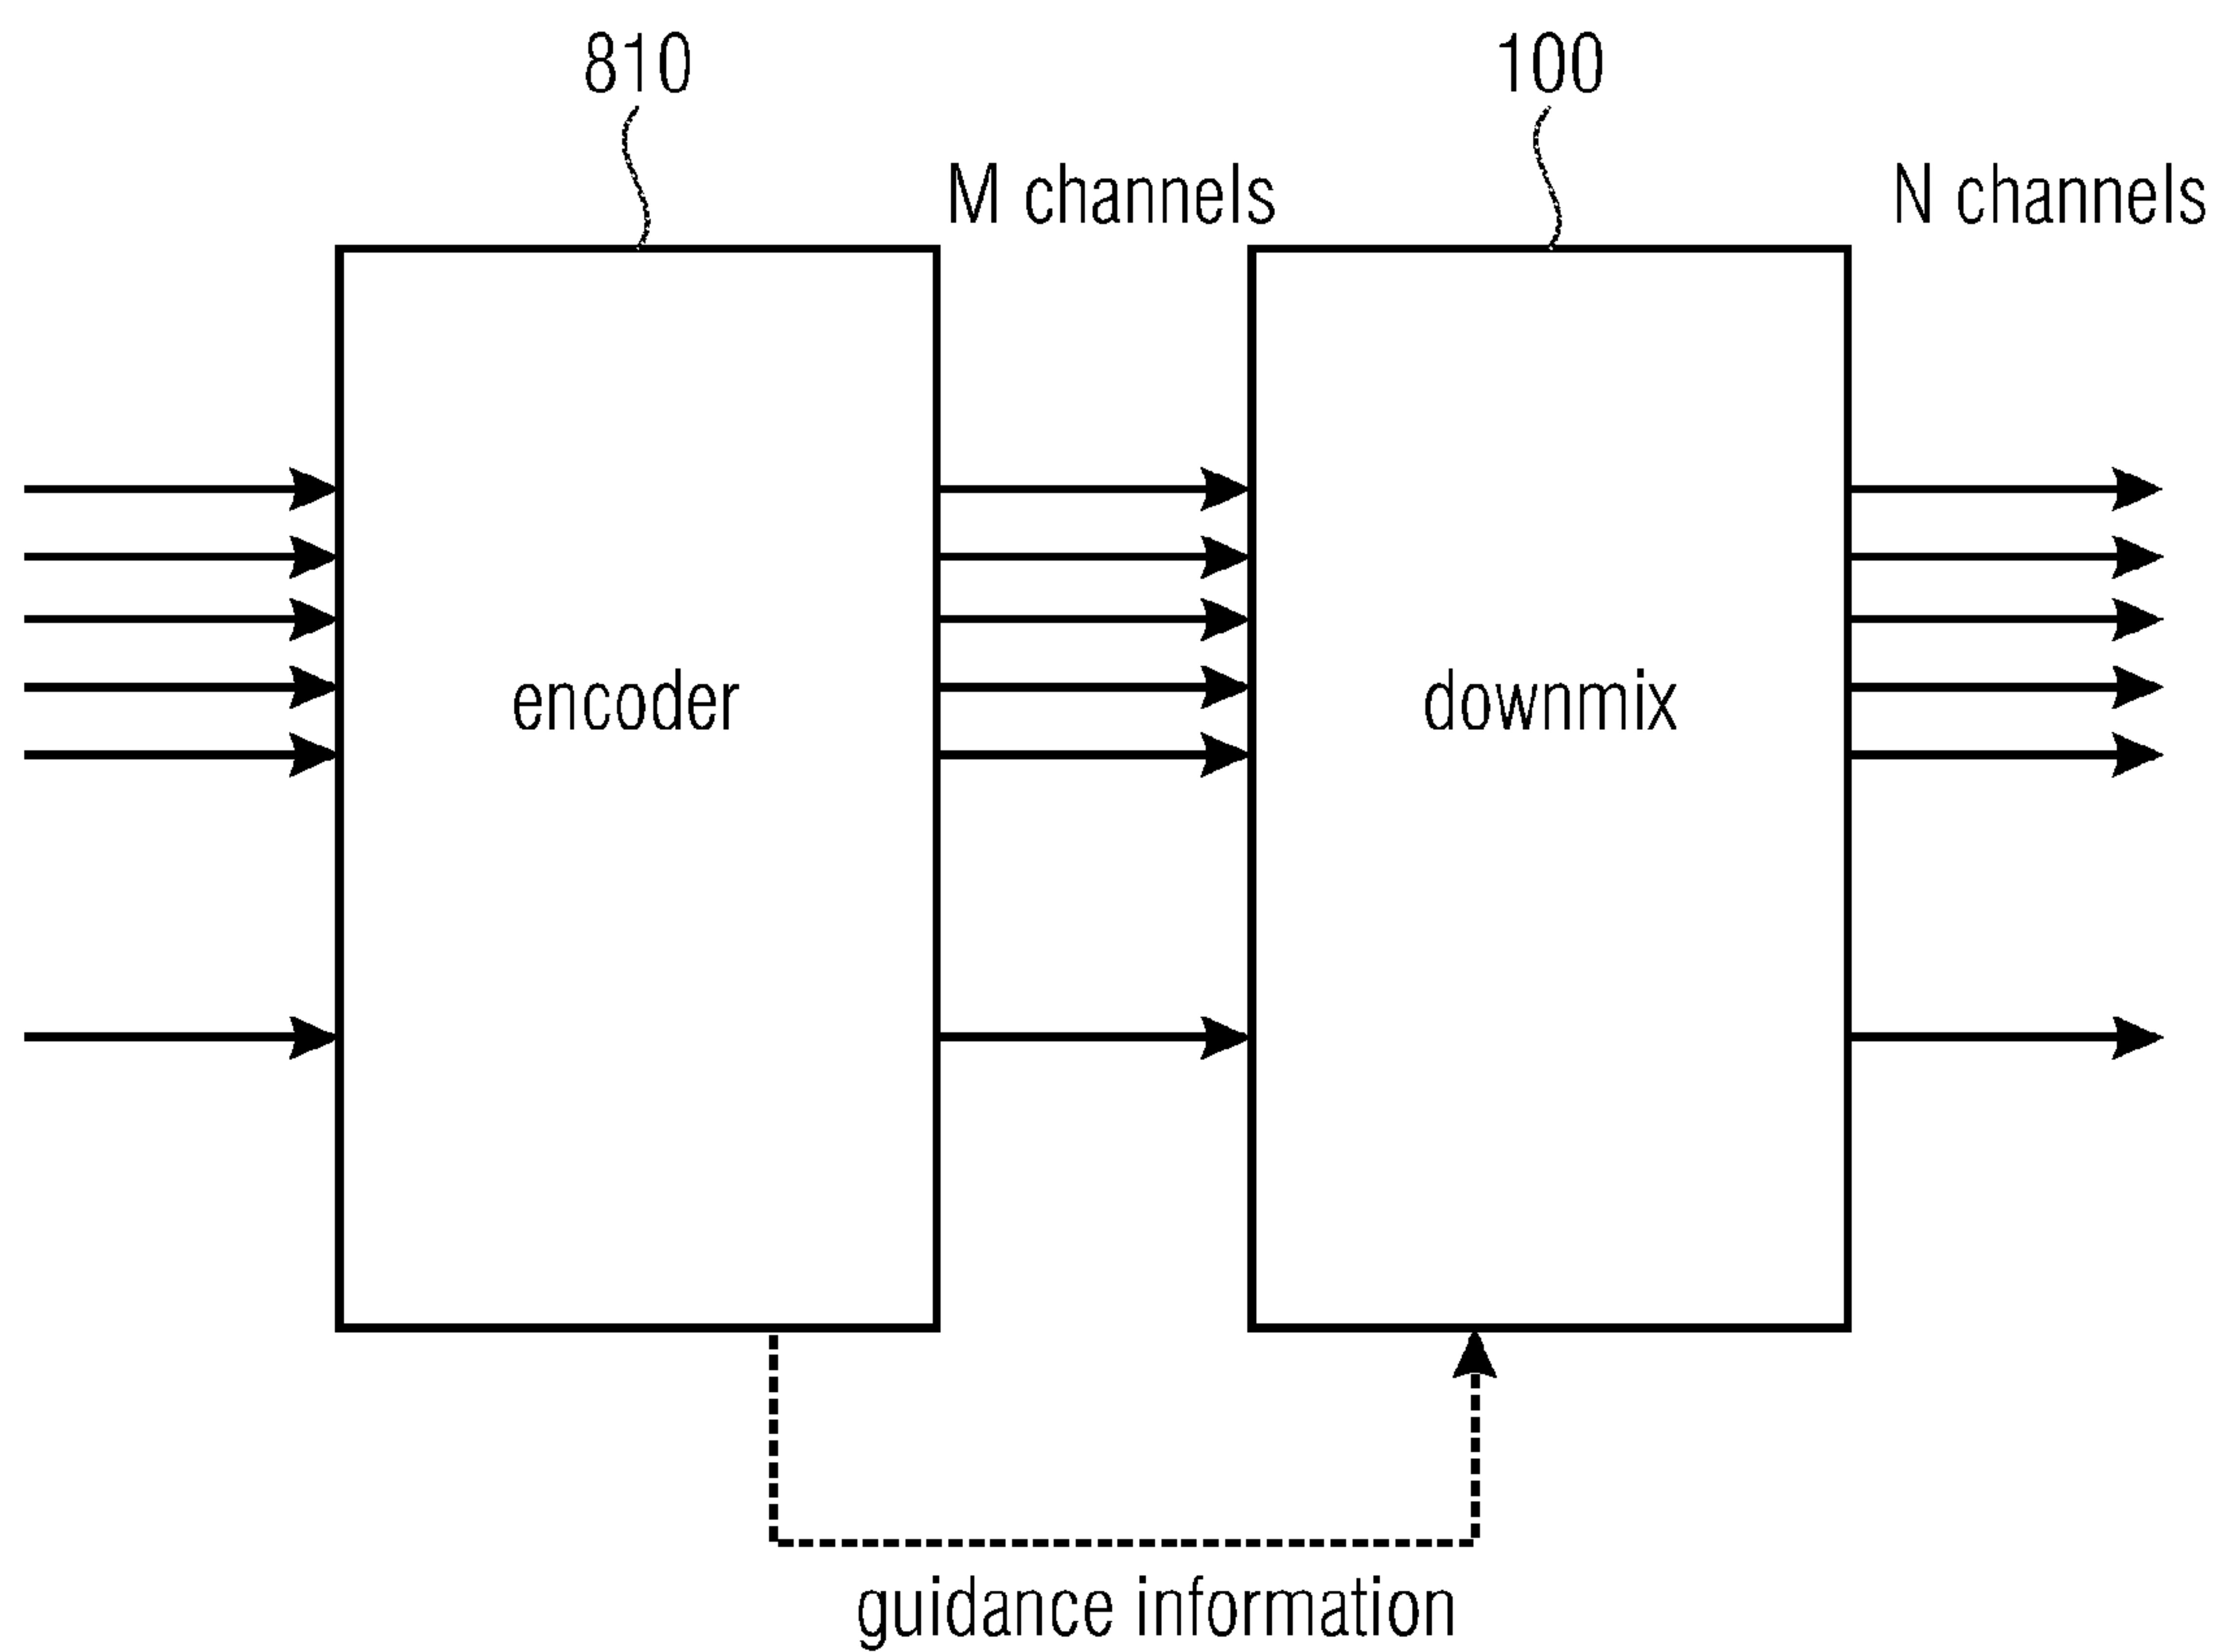 810
100
M channels
N channels
encoder
downmix
guidance information